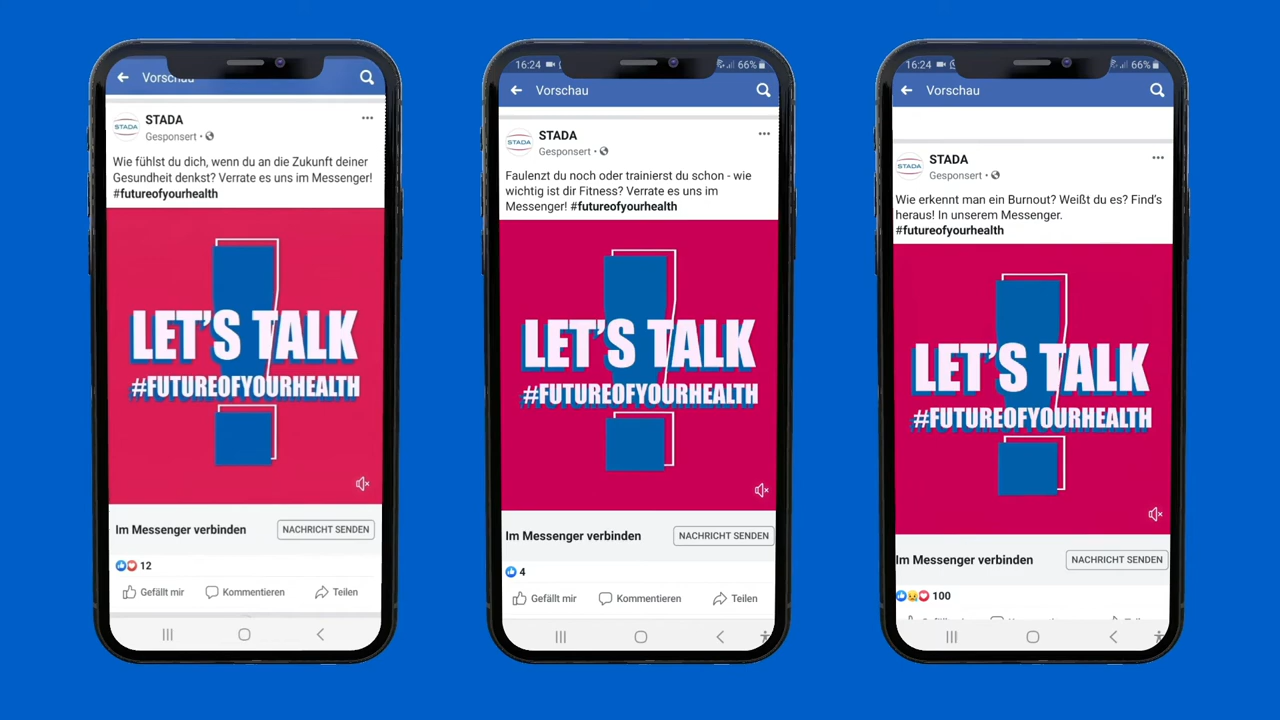 Vorschau
STADA
STADA
Gesponsert •
Wie fühlst du dich, wenn du an die Zukunft deiner
Gesundheit denkst? Verrate es uns im Messenger!
#futureofyourhealth
LET'S TALK
#FUTUREOFYOURHEALTH
Im Messenger verbinden
NACHRICHT SENDEN
12
Gefällt mir
Kommentieren
Teilen
16:24
66%
Vorschau
STADA
STADA
Gesponsert •
Faulenzt du noch oder trainierst du schon - wie
wichtig ist dir Fitness? Verrate es uns im
Messenger! #futureofyourhealth
LET'S TALK
#FUTUREOFYOURHEALTH
Im Messenger verbinden
NACHRICHT SENDEN
4
Gefällt mir
Kommentieren
Teilen
16:24
66%
Vorschau
STADA
STADA
Gesponsert •
Wie erkennt man ein Burnout? Weißt du es? Find's
heraus! In unserem Messenger.
#futureofyourhealth
LET'S TALK
#FUTUREOFYOURHEALTH
Im Messenger verbinden
NACHRICHT SENDEN
100